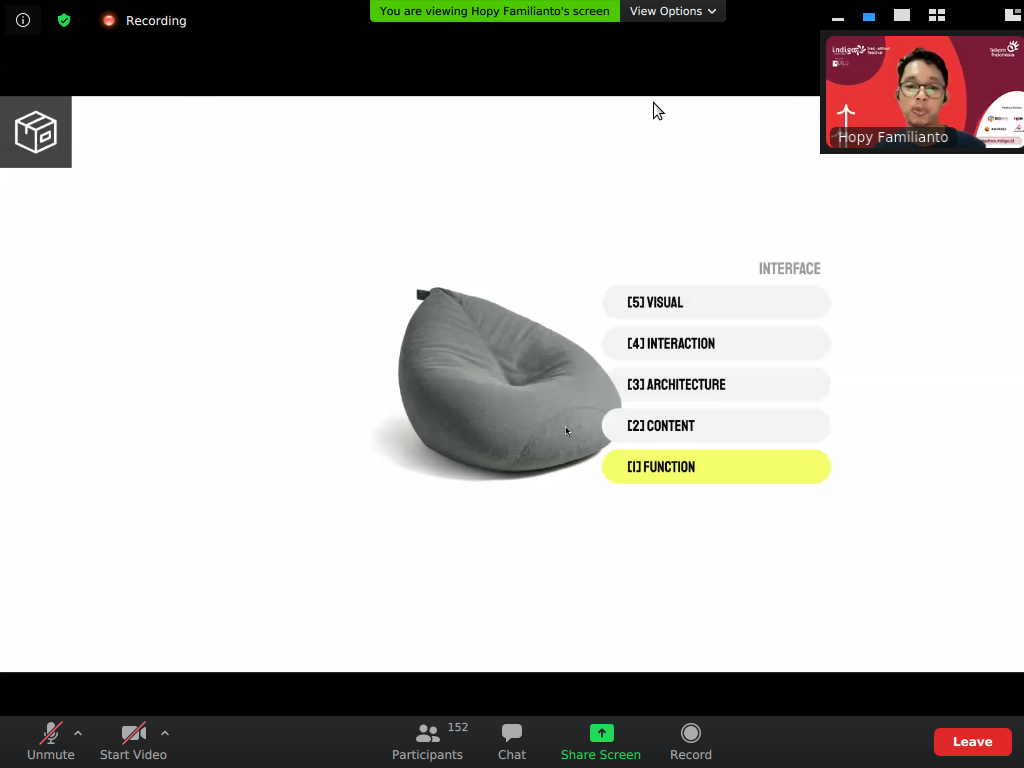 Recording
You are viewing Hopy Familianto's screen
View Options
indigo
Telkom
Indonesia
Hopy Familianto
INTERFACE
[5] VISUAL
[4] INTERACTION
[3] ARCHITECTURE
[2] CONTENT
[1] FUNCTION
Unmute
Start Video
152
Participants
Chat
Share Screen
Record
Leave